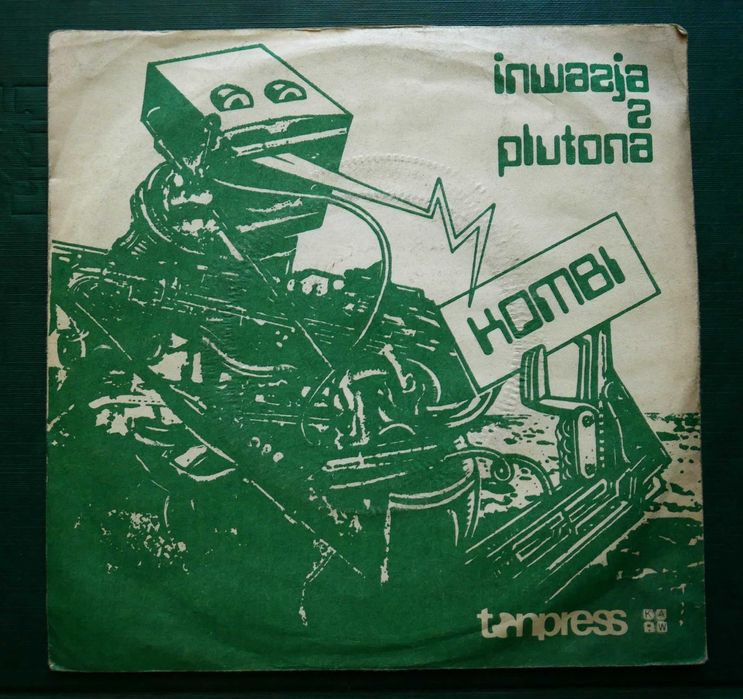 inwazja
z
plutona
KOMBI
tonpress
K A
W